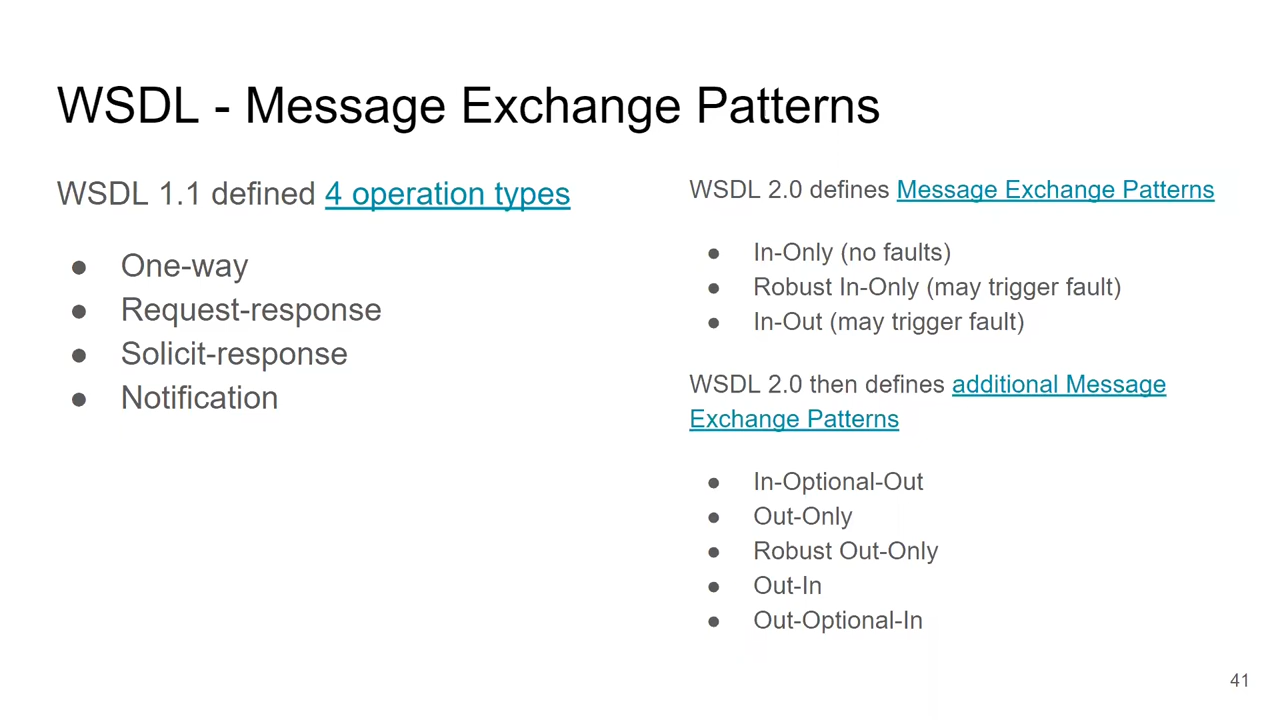 WSDL - Message Exchange Patterns
WSDL 1.1 defined 4 operation types
● One-way
● Request-response
● Solicit-response
● Notification
WSDL 2.0 defines Message Exchange Patterns
● In-Only (no faults)
● Robust In-Only (may trigger fault)
● In-Out (may trigger fault)
WSDL 2.0 then defines additional Message
Exchange Patterns
● In-Optional-Out
● Out-Only
● Robust Out-Only
● Out-In
● Out-Optional-In
41